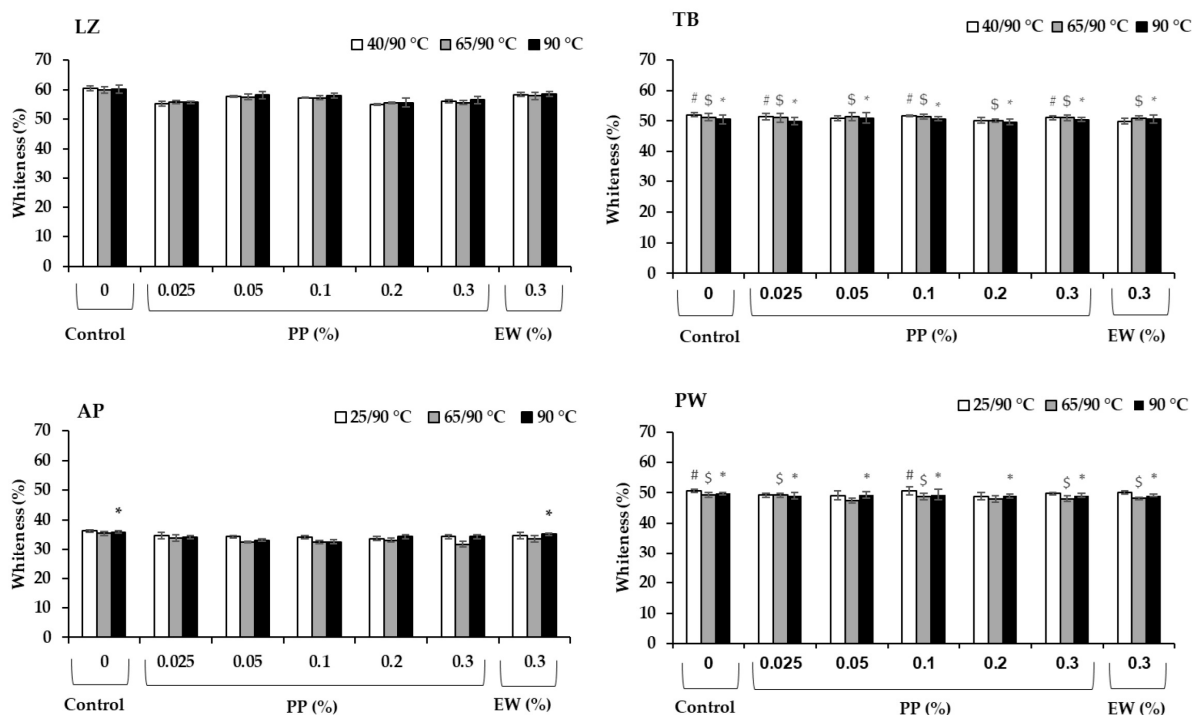 LZ
40/90 °C 65/90 °C 90 °C
Whiteness (%)
70
60
50
40
30
20
10
0
0 0.025 0.05 0.1 0.2 0.3 0.3
Control PP (%) EW (%)
TB
40/90 °C 65/90 °C 90 °C
Whiteness (%)
70
60
50
40
30
20
10
0
# $ * # $ * $ * # $ * $ * # $ * $ *
0 0.025 0.05 0.1 0.2 0.3 0.3
Control PP (%) EW (%)
AP
25/90 °C 65/90 °C 90 °C
Whiteness (%)
70
60
50
40
30
20
10
0
* *
0 0.025 0.05 0.1 0.2 0.3 0.3
Control PP (%) EW (%)
PW
25/90 °C 65/90 °C 90 °C
Whiteness (%)
70
60
50
40
30
20
10
0
# $ * $ * * # $ * * $ * $ *
0 0.025 0.05 0.1 0.2 0.3 0.3
Control PP (%) EW (%)